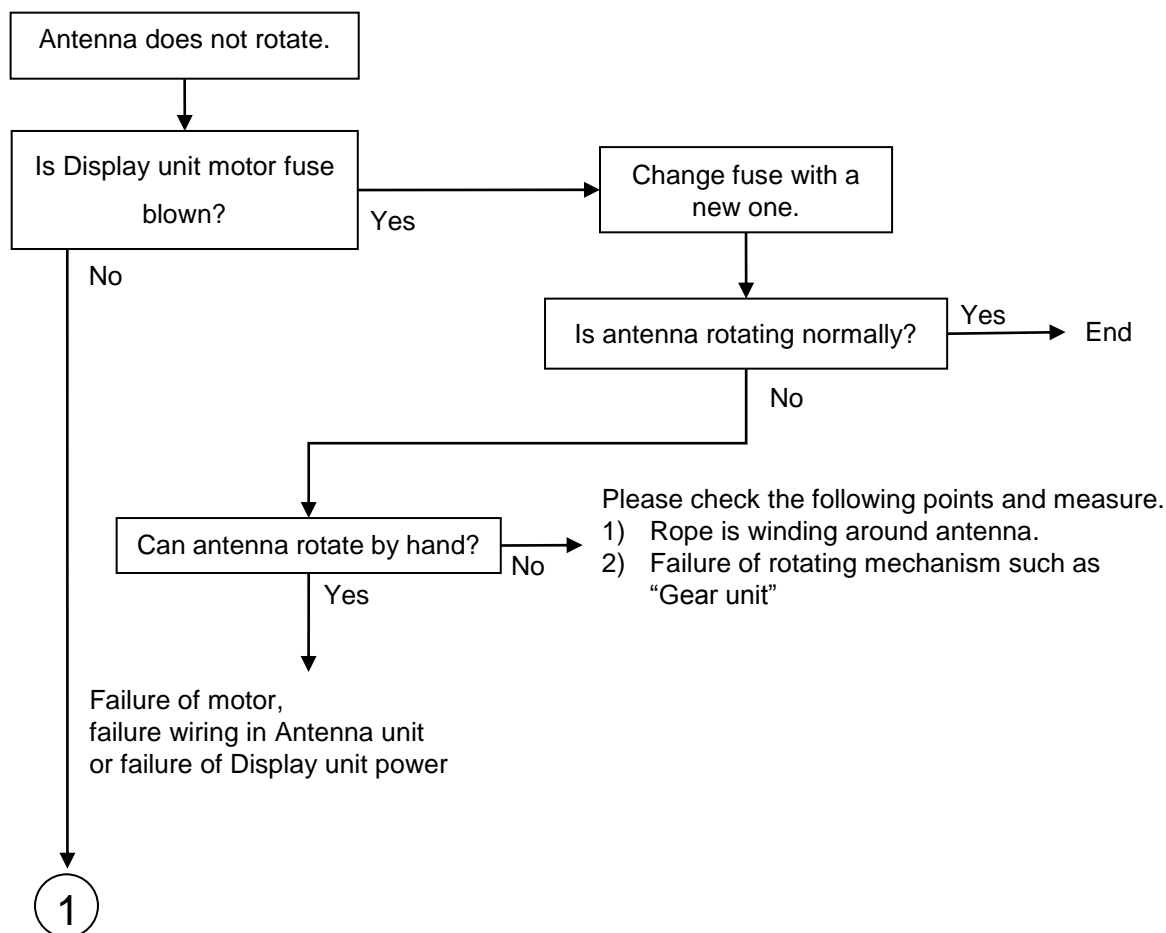 Antenna does not rotate.
Is Display unit motor fuse
blown?
Yes
No
Change fuse with a
new one.
Is antenna rotating normally?
Yes
End
No
Can antenna rotate by hand?
No
Yes
Please check the following points and measure.
1) Rope is winding around antenna.
2) Failure of rotating mechanism such as
“Gear unit”
Failure of motor,
failure wiring in Antenna unit
or failure of Display unit power
1